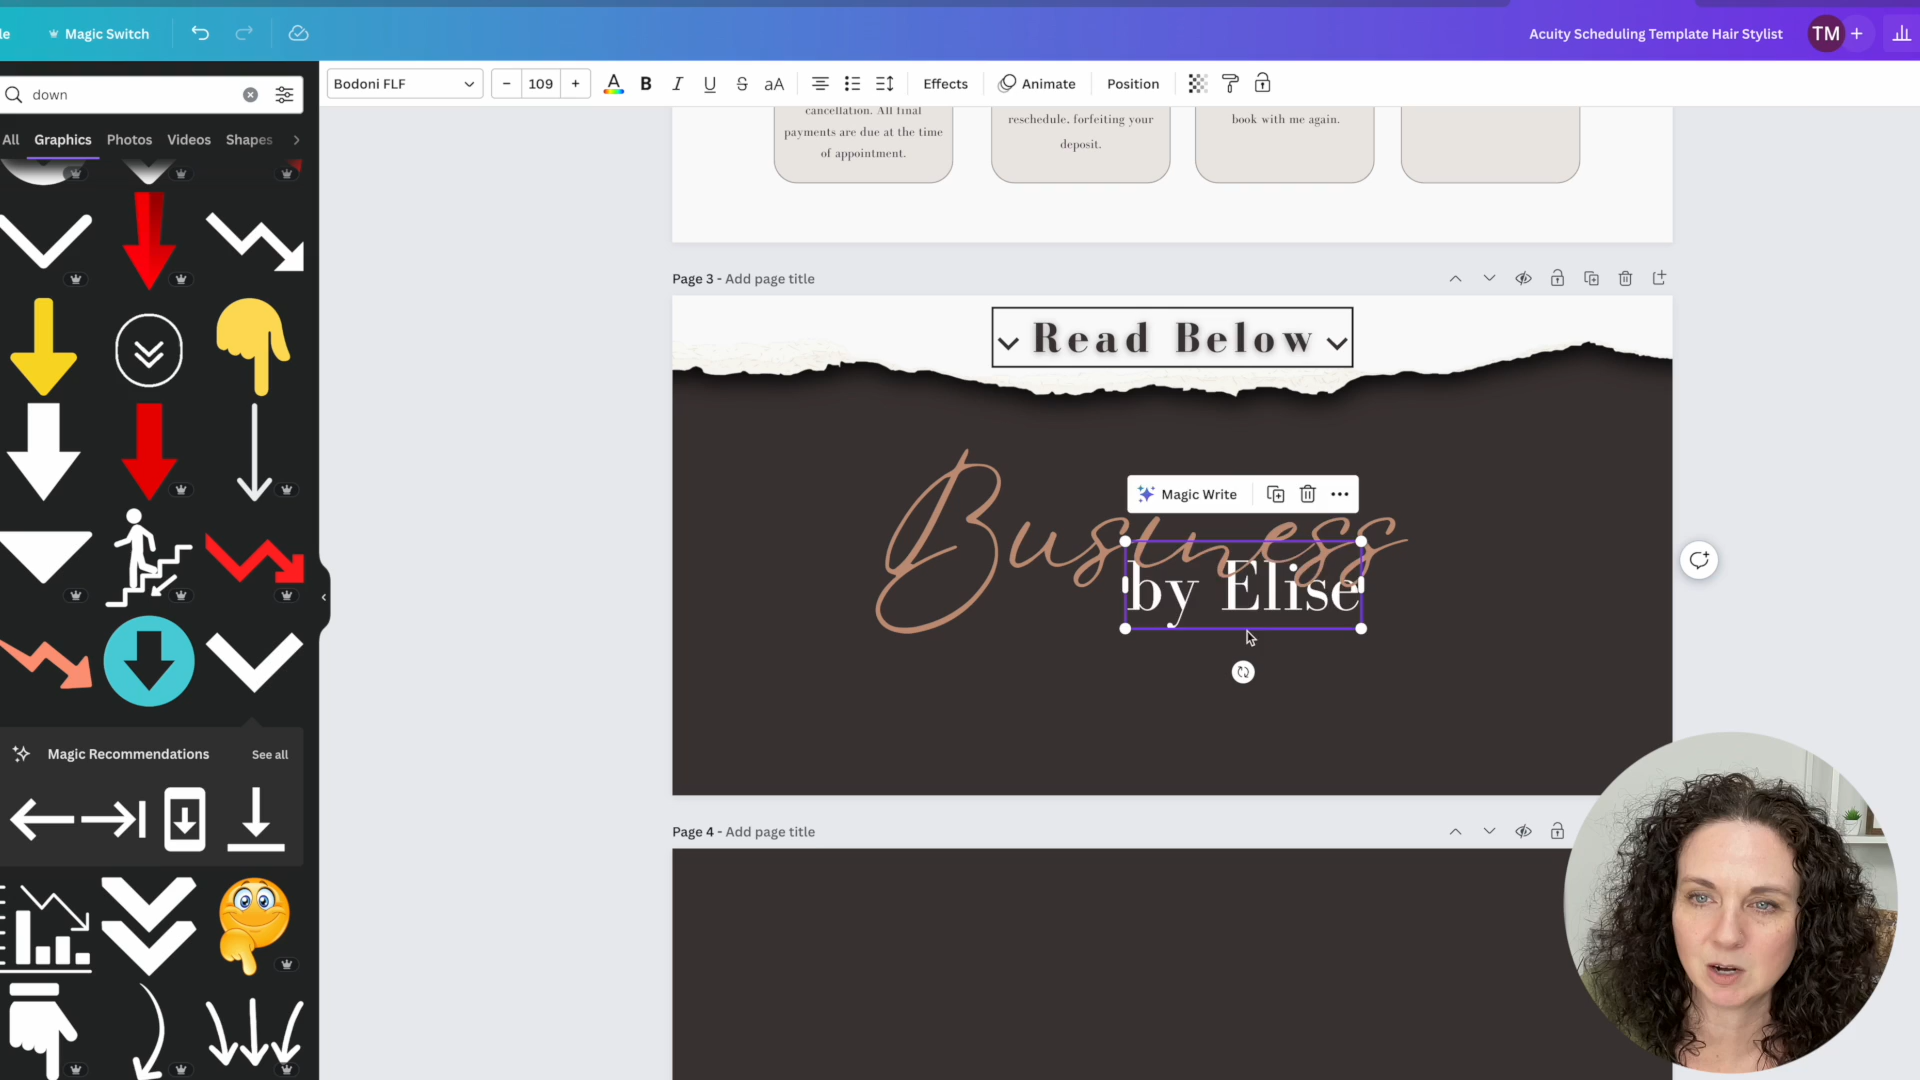 le
Magic Switch
Acuity Scheduling Template Hair Stylist
TM
down
Bodoni FLF
109
A
B
I
U
S
aA
Effects
Animate
Position
All
Graphics
Photos
Videos
Shapes
cancellation. All final
payments are due at the time
of appointment.
reschedule, forfeiting your
deposit.
book with me again.
Page 3 - Add page title
Read Below
Magic Write
Business
by Elise
Magic Recommendations
See all
Page 4 - Add page title